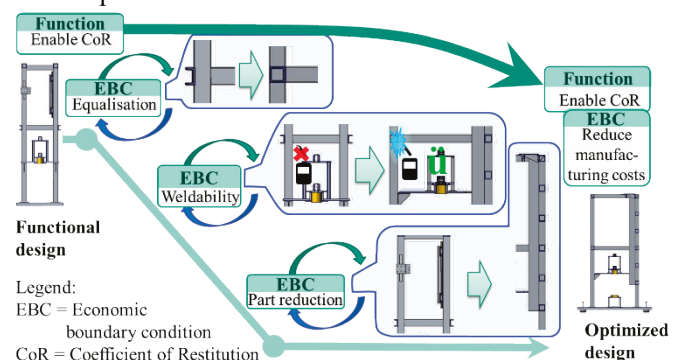 Function
Enable CoR
EBC
Equalisation
Function
Enable CoR
EBC
Reduce
manufac-
turing costs
EBC
Weldability
ü
Functional
design
EBC
Part reduction
Legend:
EBC = Economic
boundary condition
CoR = Coefficient of Restitution
Optimized
design